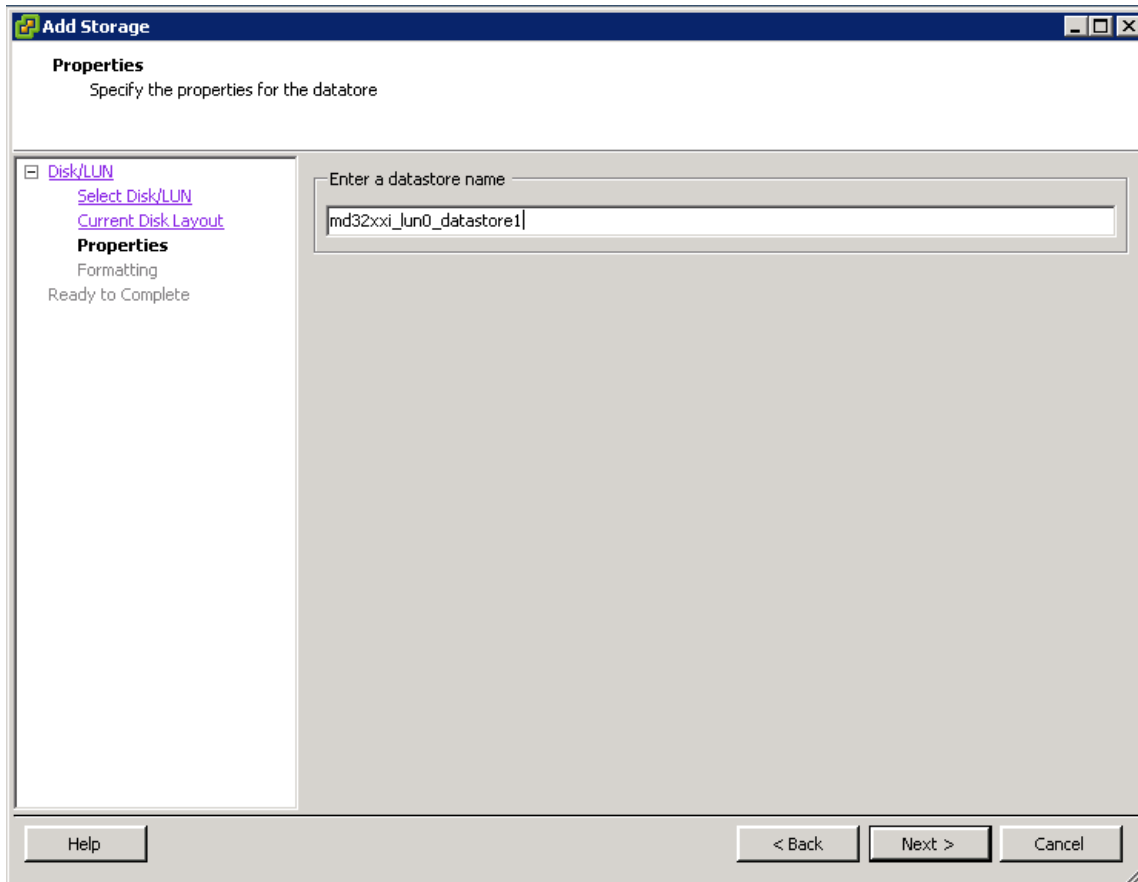 Add Storage
Properties
Specify the properties for the datatore
Disk/LUN
Select Disk/LUN
Current Disk Layout
Properties
Formatting
Ready to Complete
Enter a datastore name
md32xxi_lun0_datastore1
Help
< Back
Next >
Cancel